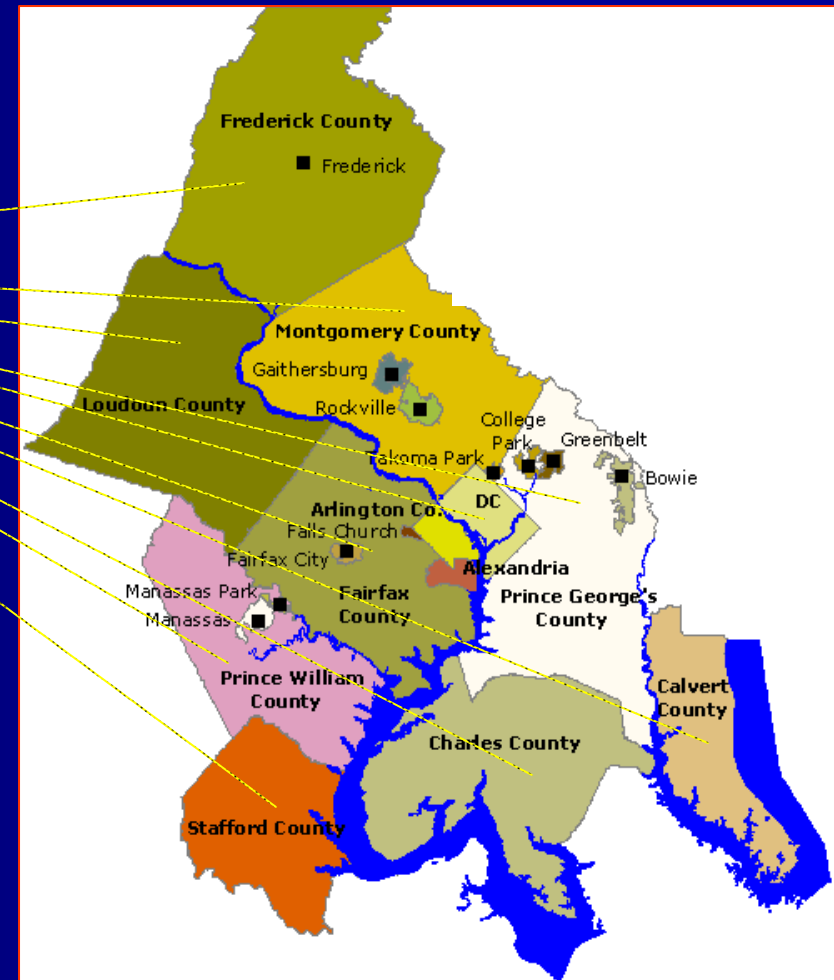 Frederick County
Frederick
Montgomery County
Gaithersburg
Loudoun County
Rockville
College
Park
Greenbelt
Takoma Park
Bowie
DC
Arlington Co.
Falls Church
Fairfax City
Alexandria
Manassas Park
Fairfax
County
Prince George's
County
Manassas
Prince William
County
Calvert
County
Charles County
Stafford County